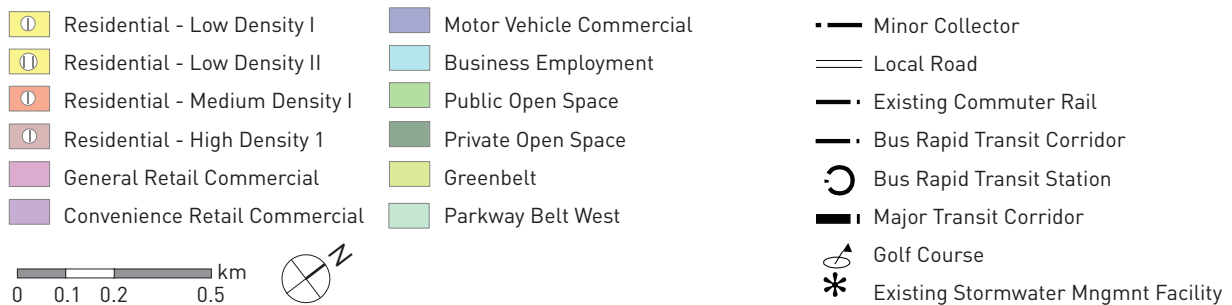 Residential - Low Density I
Residential - Low Density II
Residential - Medium Density I
Residential - High Density 1
General Retail Commercial
Convenience Retail Commercial
Motor Vehicle Commercial
Business Employment
Public Open Space
Private Open Space
Greenbelt
Parkway Belt West
Minor Collector
Local Road
Existing Commuter Rail
Bus Rapid Transit Corridor
Bus Rapid Transit Station
Major Transit Corridor
Golf Course
Existing Stormwater Mngmnt Facility
km
0 0.1 0.2 0.5
N